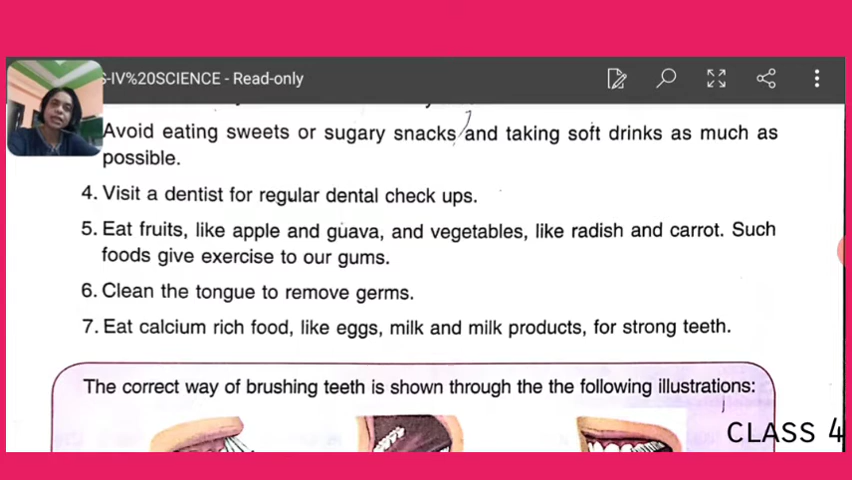 S-IV%20SCIENCE - Read-only
Avoid eating sweets or sugary snacks and taking soft drinks as much as
possible.
4. Visit a dentist for regular dental check ups.
5. Eat fruits, like apple and guava, and vegetables, like radish and carrot. Such
foods give exercise to our gums.
6. Clean the tongue to remove germs.
7. Eat calcium rich food, like eggs, milk and milk products, for strong teeth.
The correct way of brushing teeth is shown through the the following illustrations:
CLASS 4